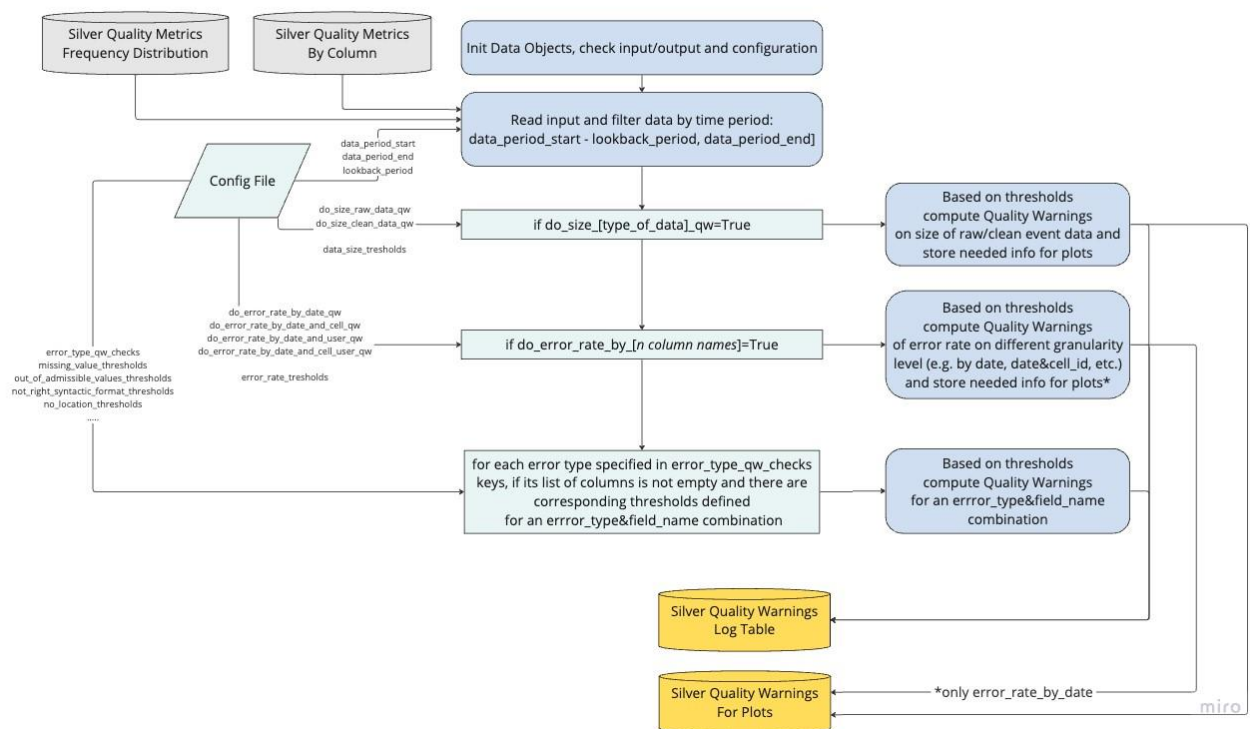 Silver Quality Metrics
Frequency Distribution
Silver Quality Metrics
By Column
Init Data Objects, check input/output and configuration
Read input and filter data by time period:
data_period_start - lookback_period, data_period_end]
data_period_start
data_period_end
lookback_period
Config File
do_size_raw_data_qw
do_size_clean_data_qw
data_size_tresholds
if do_size_[type_of_data]_qw=True
Based on thresholds
compute Quality Warnings
on size of raw/clean event data and
store needed info for plots
do_error_rate_by_date_qw
do_error_rate_by_date_and_cell_qw
do_error_rate_by_date_and_user_qw
do_error_rate_by_date_and_cell_user_qw
error_rate_tresholds
if do_error_rate_by_[n column names]=True
Based on thresholds
compute Quality Warnings
of error rate on different granularity
level (e.g. by date, date&cell_id, etc.)
and store needed info for plots*
error_type_qw_checks
missing_value_thresholds
out_of_admissible_values_thresholds
not_right_syntactic_format_thresholds
no_location_thresholds
.....
for each error type specified in error_type_qw_checks
keys, if its list of columns is not empty and there are
corresponding thresholds defined
for an errror_type&field_name combination
Based on thresholds
compute Quality Warnings
for an errror_type&field_name
combination
Silver Quality Warnings
Log Table
Silver Quality Warnings
For Plots
*only error_rate_by_date
miro